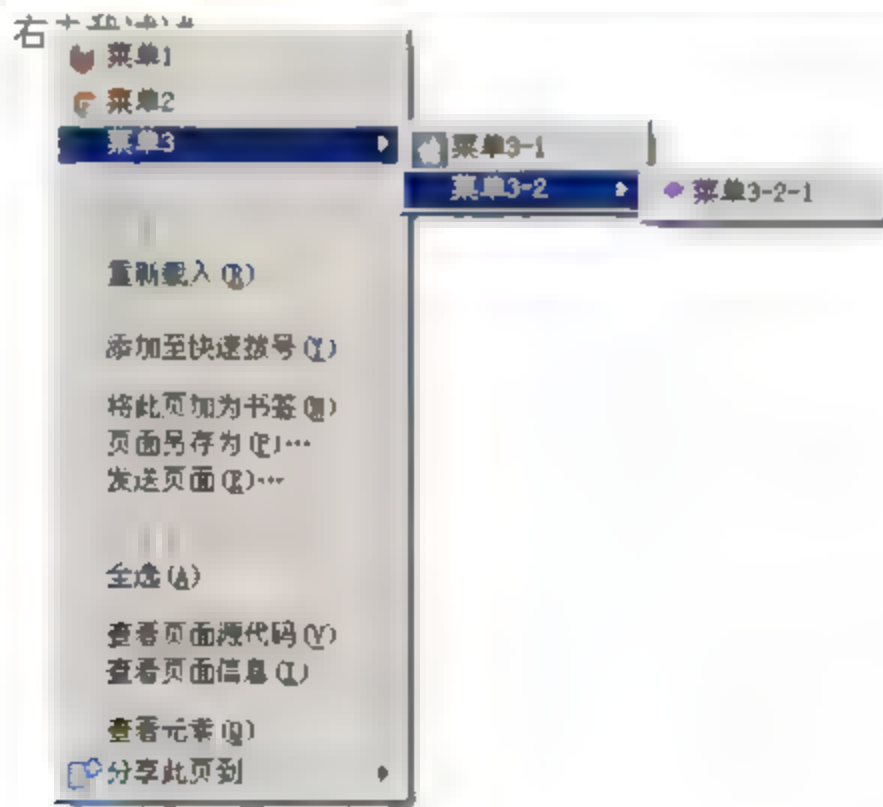 右
菜单1
菜单2
菜单3
菜单3-1
菜单3-2
菜单3-2-1
重新载入(R)
添加至快速拨号(Y)
将此页加为书签(M)
页面另存为(P)…
发送页面(E)…
全选(A)
查看页面源代码(V)
查看页面信息(I)
查看元素(Q)
分享此页到